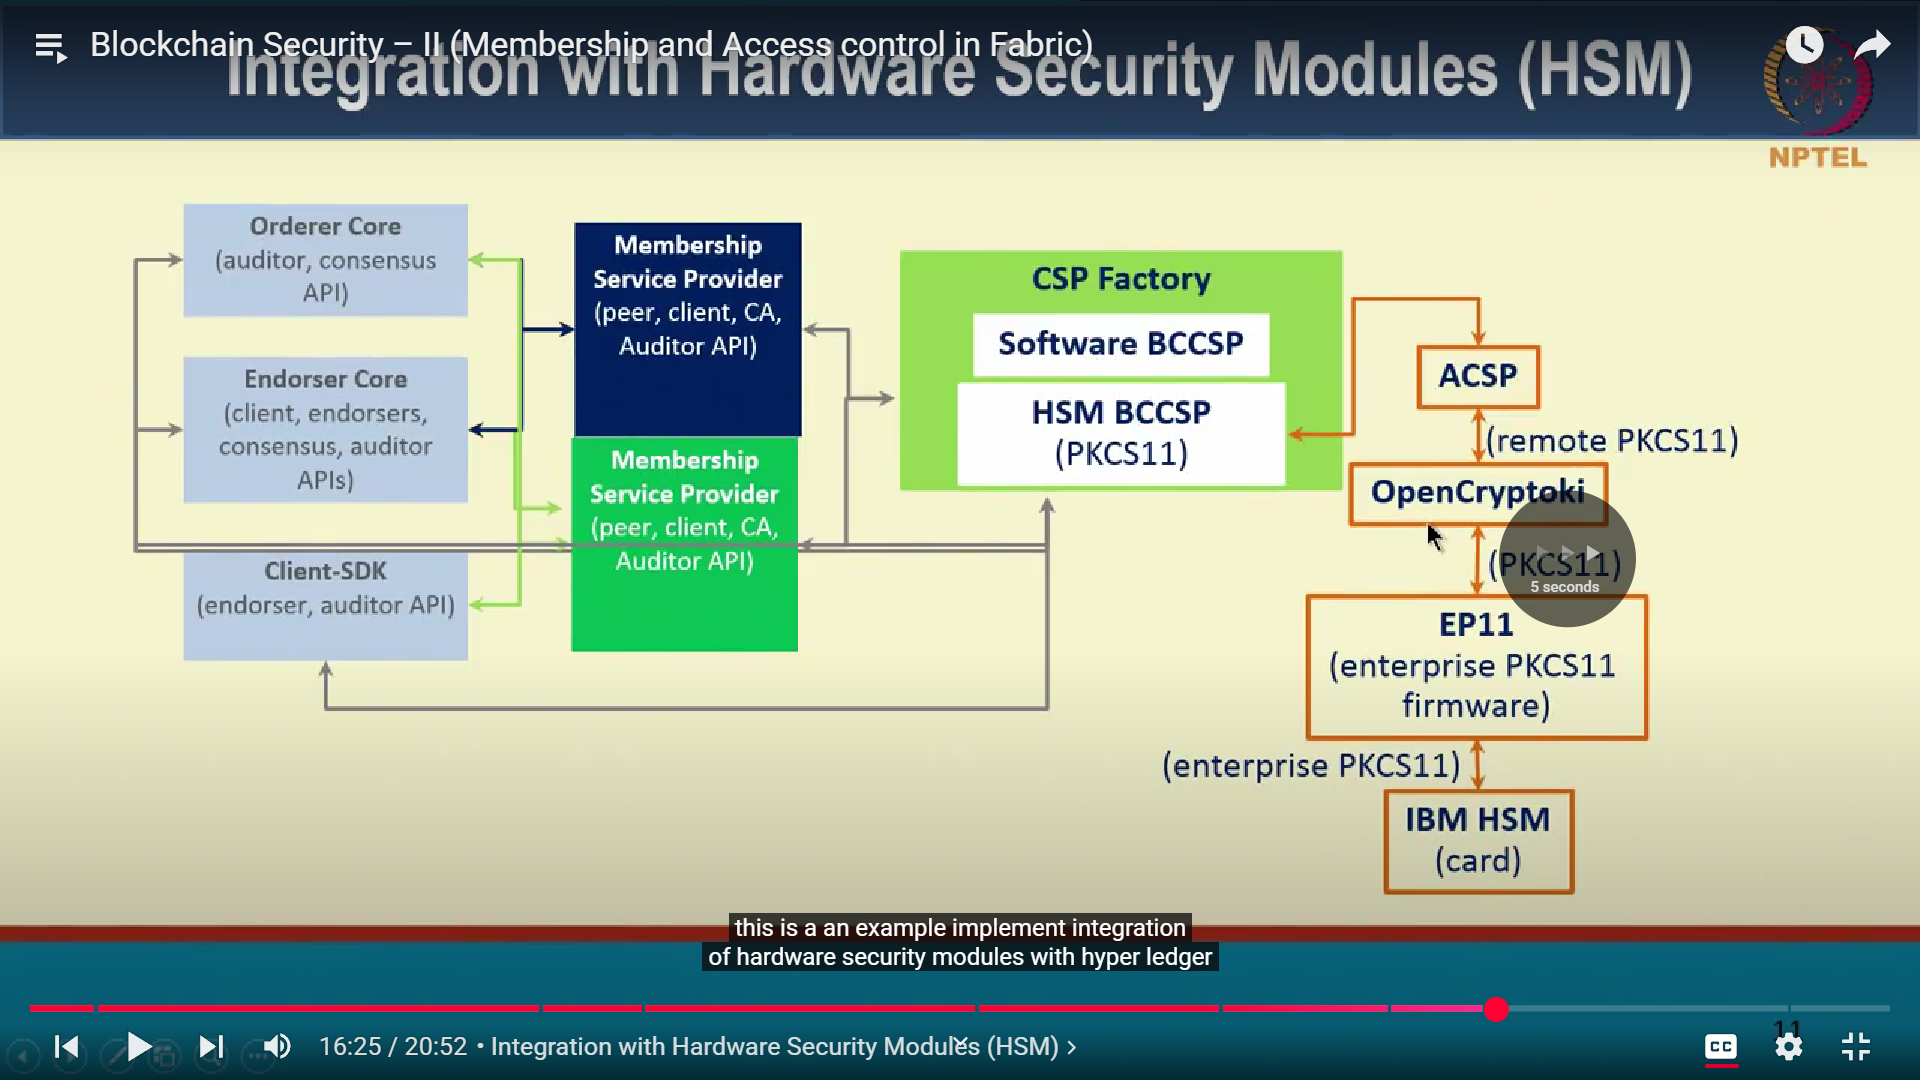 Blockchain Security – II (Membership and Access control in Fabric)
Integration with Hardware Security Modules (HSM)
NPTEL
Orderer Core
(auditor, consensus
API)
Endorser Core
(client, endorsers,
consensus, auditor
APIs)
Client-SDK
(endorser, auditor API)
Membership
Service Provider
(peer, client, CA,
Auditor API)
Membership
Service Provider
(peer, client, CA,
Auditor API)
CSP Factory
Software BCCSP
HSM BCCSP
(PKCS11)
ACSP
(remote PKCS11)
OpenCryptoki
(PKCS11)
5 seconds
EP11
(enterprise PKCS11
firmware)
(enterprise PKCS11)
IBM HSM
(card)
this is a an example implement integration
of hardware security modules with hyper ledger
16:25 / 20:52 • Integration with Hardware Security Modules (HSM)
CC
11